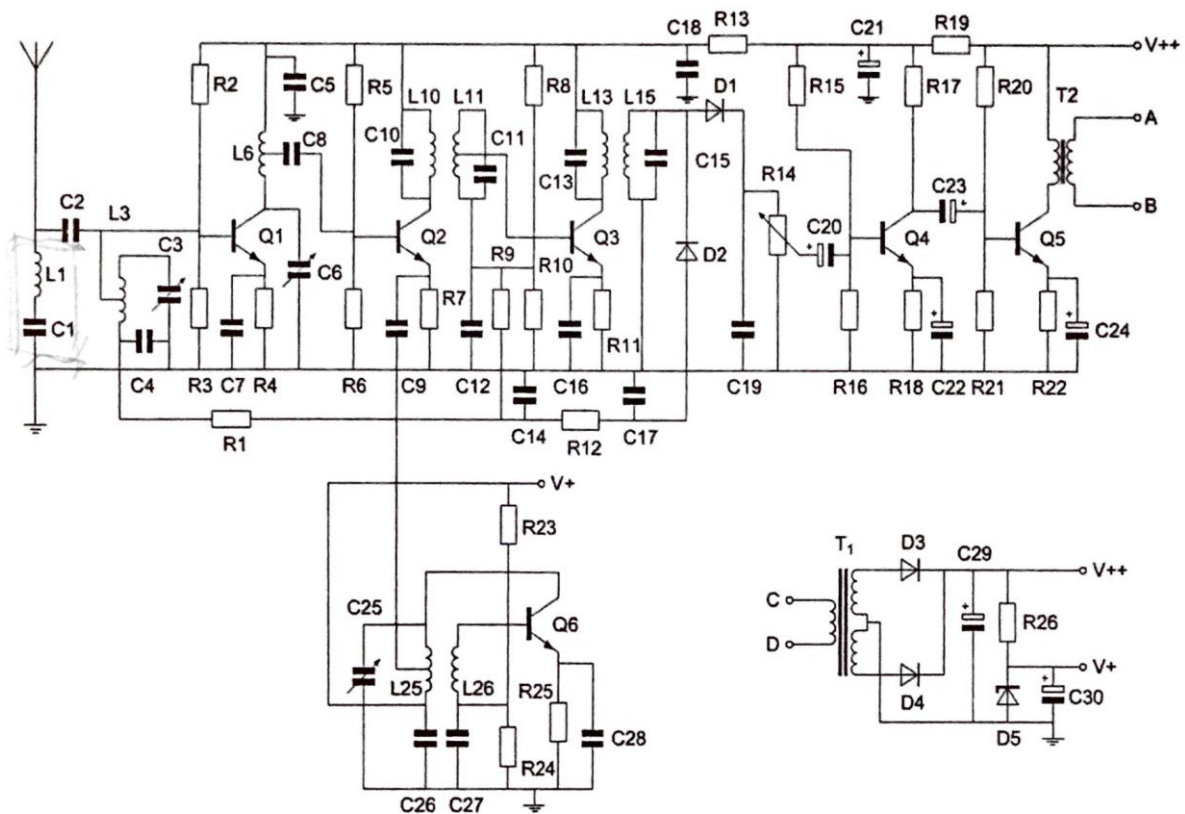 C18 R13 C21 R19
V++
R2 C5 R5 L10 L11 R8 L13 L15 D1 R15 R17 R20 T2
C8 C10 C11
A
L6 C13 C15 R14 C23
C2 L3 B
C3 Q1 Q2 Q3 C20 Q4 Q5
C6 R9 D2
L1 R10
R7
C1 R11 C24
C4 R3 C7 R4 R6 C9 C12 C16 C19 R16 R18 C22 R21 R22
R1 C14 R12 C17
V+
R23
T1 D3 C29
V++
C25 C
Q6 R26
D
V+
L25 L26 R25 D4 C30
C28 D5
R24
C26 C27